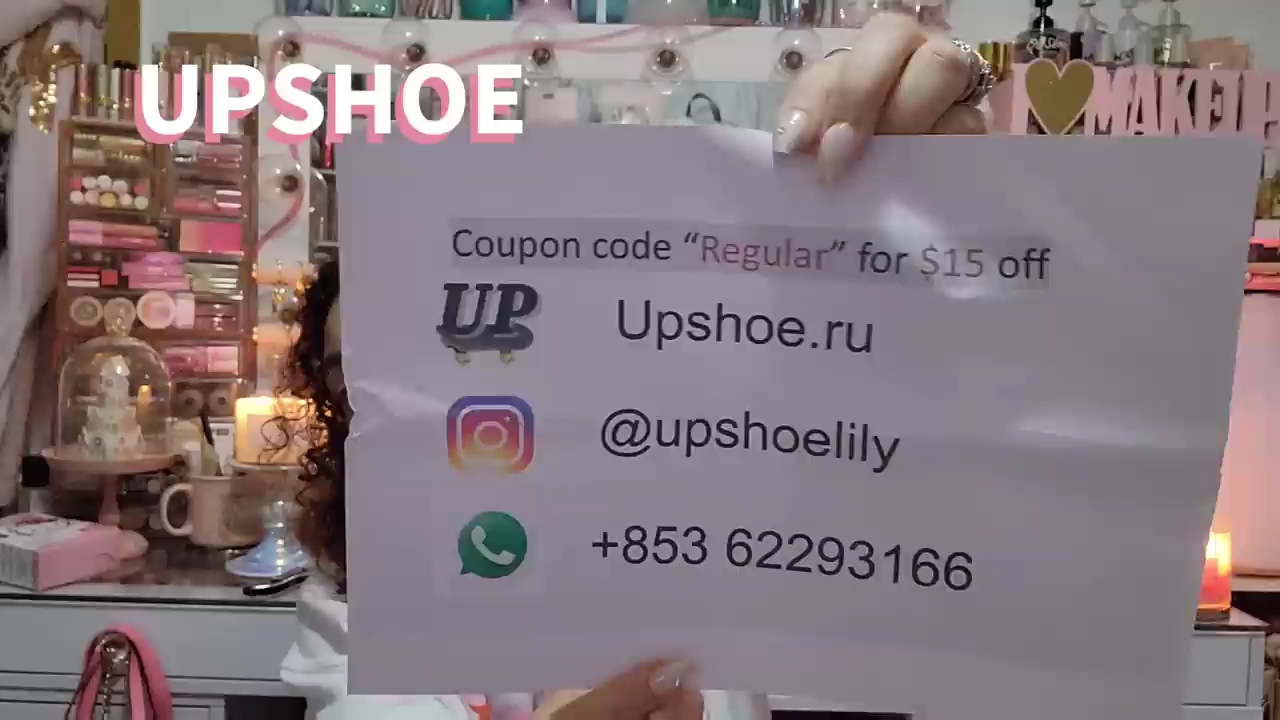 UPSHOE
I MAKEUP
Coupon code “Regular” for $15 off
UP
Upshoe.ru
@upshoelily
+853 62293166